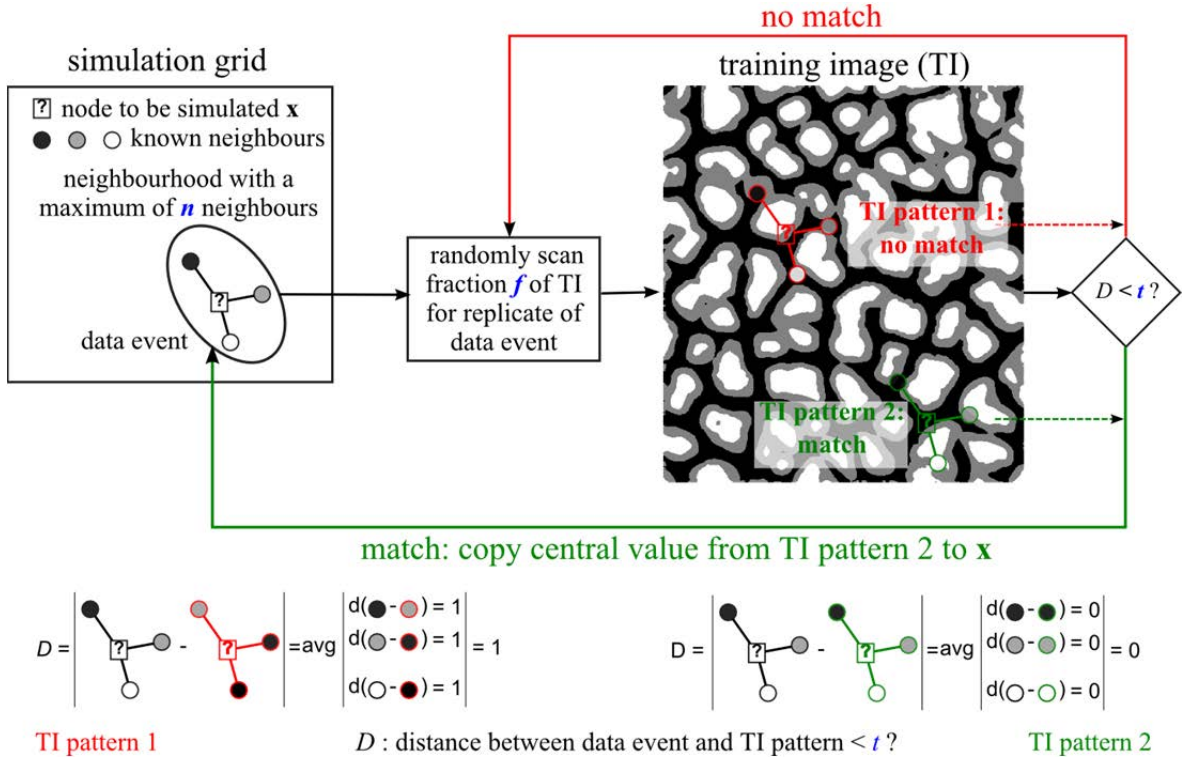 no match
simulation grid
training image (TI)
? node to be simulated x
known neighbours
neighbourhood with a
maximum of n neighbours
?
data event
randomly scan
fraction f of TI
for replicate of
data event
?
TI pattern 1:
no match
D < t ?
?
TI pattern 2:
match
match: copy central value from TI pattern 2 to x
D = | ? - ? | = avg | d( - ) = 1 | = 1
d( - ) = 1
d( - ) = 1
D = | ? - ? | = avg | d( - ) = 0 | = 0
d( - ) = 0
d( - ) = 0
TI pattern 1
D : distance between data event and TI pattern < t ?
TI pattern 2